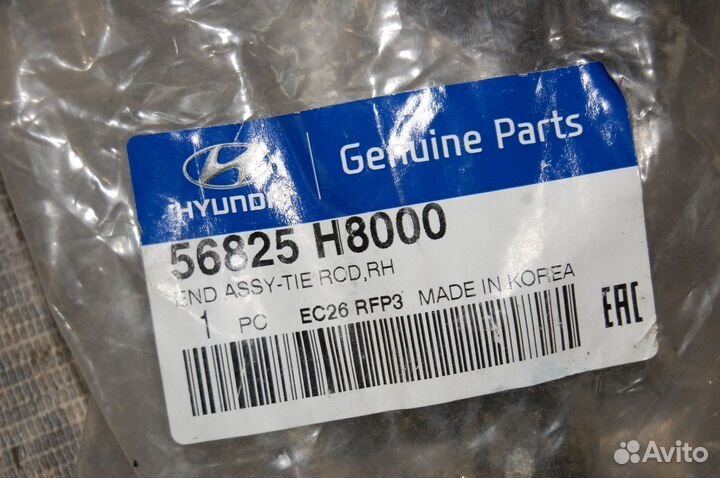 HYUNDAI
Genuine Parts
56825 H8000
END ASSY-TIE ROD,RH
1 PC EC26 RFP3 MADE IN KOREA
EAC
Avito